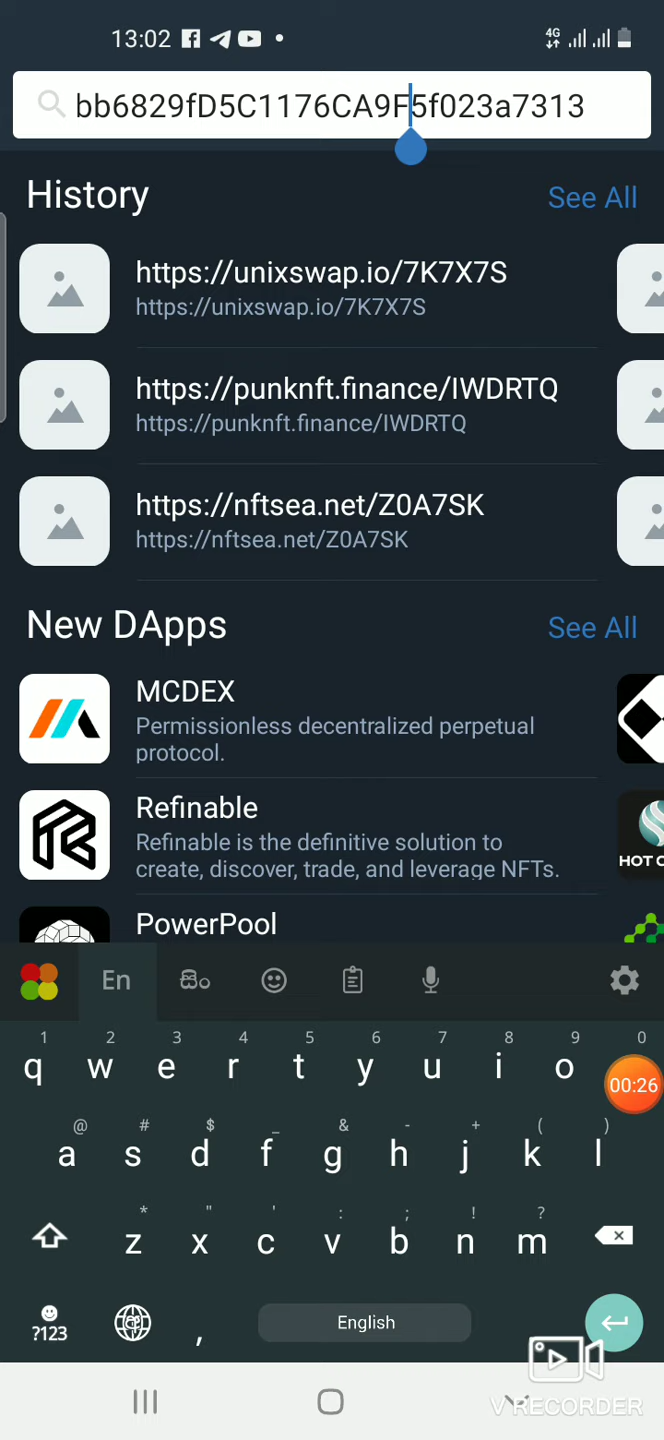 13:02
4G
bb6829fD5C1176CA9F5f023a7313
History
See All
https://unixswap.io/7K7X7S
https://unixswap.io/7K7X7S
https://punknft.finance/IWDRTQ
https://punknft.finance/IWDRTQ
https://nftsea.net/Z0A7SK
https://nftsea.net/Z0A7SK
New DApps
See All
MCDEX
Permissionless decentralized perpetual
protocol.
Refinable
Refinable is the definitive solution to
create, discover, trade, and leverage NFTs.
HOT
PowerPool
En
සිං
1 2 3 4 5 6 7 8 9 0
q w e r t y u i o
00:26
@ # $ _ & - + ( )
a s d f g h j k l
* " ' : ; ! ?
z x c v b n m
?123
,
English
V RECORDER